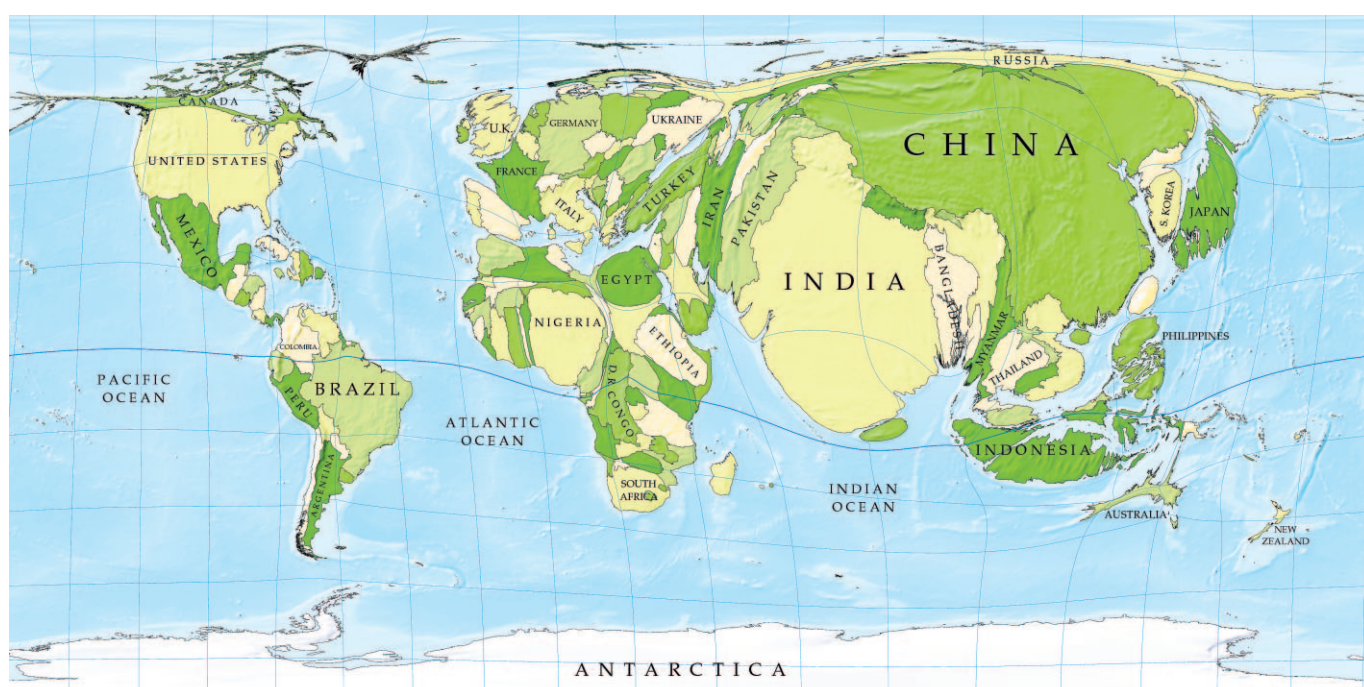 RUSSIA
CANADA
U.K.
GERMANY
UKRAINE
CHINA
UNITED STATES
FRANCE
ITALY
TURKEY
IRAN
PAKISTAN
S. KOREA
JAPAN
MEXICO
EGYPT
INDIA
BANGLADESH
NIGERIA
ETHIOPIA
MYANMAR
THAILAND
PHILIPPINES
COLOMBIA
BRAZIL
PERU
D.R. CONGO
PACIFIC
OCEAN
ATLANTIC
OCEAN
INDONESIA
ARGENTINA
SOUTH
AFRICA
INDIAN
OCEAN
AUSTRALIA
NEW
ZEALAND
ANTARCTICA